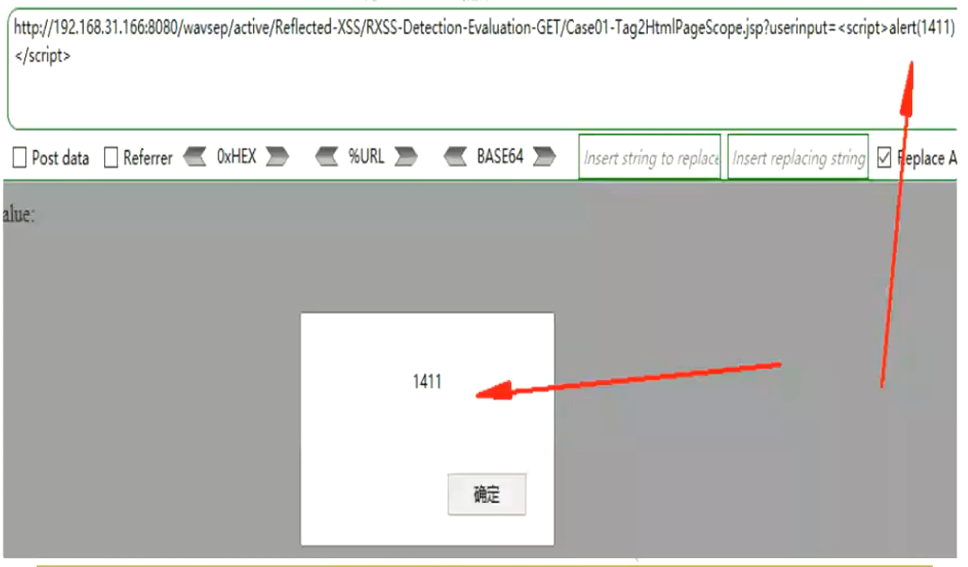 http://192.168.31.166:8080/wavsep/active/Reflected-XSS/RXSS-Detection-Evaluation-GET/Case01-Tag2HtmlPageScope.jsp?userinput=<script>alert(1411)
</script>
Post data Referrer 0xHEX %URL BASE64 Insert string to replace Insert replacing string Replace A
alue:
1411
确定